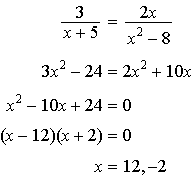 3/(x + 5) = 2x/(x² − 8)
3x² − 24 = 2x² + 10x
x² − 10x + 24 = 0
(x − 12)(x + 2) = 0
x = 12, −2